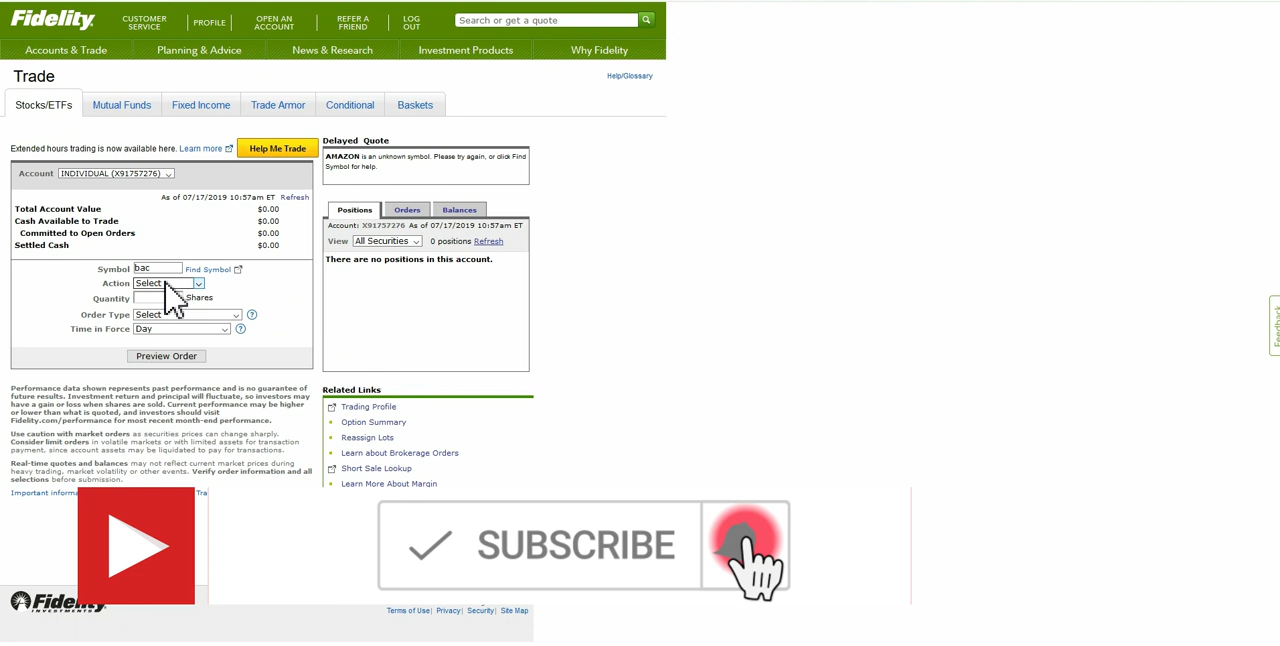 Fidelity
CUSTOMER SERVICE
PROFILE
OPEN AN ACCOUNT
REFER A FRIEND
LOG OUT
Search or get a quote
Accounts & Trade
Planning & Advice
News & Research
Investment Products
Why Fidelity
Trade
Help/Glossary
Stocks/ETFs
Mutual Funds
Fixed Income
Trade Armor
Conditional
Baskets
Extended hours trading is now available here. Learn more
Help Me Trade
Account INDIVIDUAL (X91757276)
As of 07/17/2019 10:57am ET Refresh
Total Account Value $0.00
Cash Available to Trade $0.00
Committed to Open Orders $0.00
Settled Cash $0.00
Symbol bac Find Symbol
Action Select
Quantity Shares
Order Type Select
Time in Force Day
Preview Order
Delayed Quote
AMAZON is an unknown symbol. Please try again, or click Find
Symbol for help.
Positions
Orders
Balances
Account: X91757276 As of 07/17/2019 10:57am ET
View All Securities 0 positions Refresh
There are no positions in this account.
Performance data shown represents past performance and is no guarantee of
future results. Investment return and principal will fluctuate, so investors may
have a gain or loss when shares are sold. Current performance may be higher
or lower than what is quoted, and investors should visit
Fidelity.com/performance for most recent month-end performance.
Use caution with market orders as securities prices can change sharply.
Consider limit orders in volatile markets or with limited assets for transaction
payment, since account assets may be liquidated to pay for transactions.
Real-time quotes and balances may not reflect current market prices during
heavy trading, market volatility or other events. Verify order information and all
selections before submission.
Important
Related Links
Trading Profile
Option Summary
Reassign Lots
Learn about Brokerage Orders
Short Sale Lookup
Learn More About Margin
SUBSCRIBE
Fidelity
INVESTMENTS
Terms of Use| Privacy| Security| Site Map
Feedback